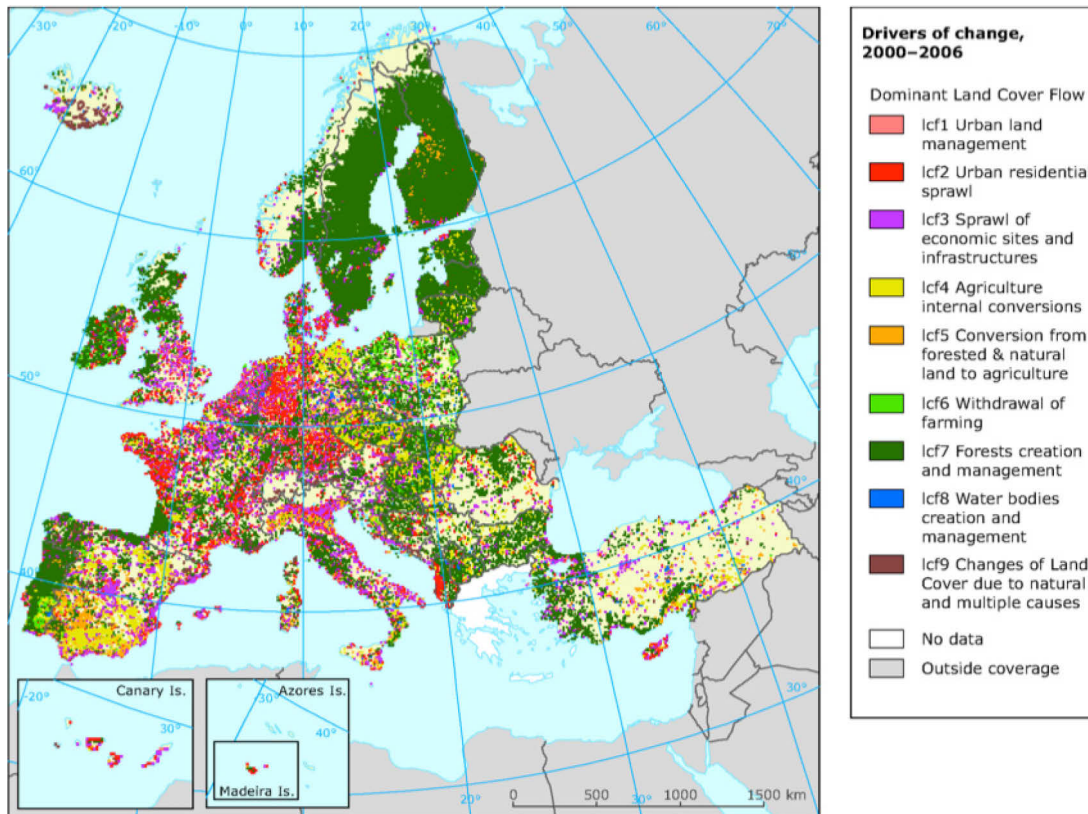 -30°
-20°
-10°
0°
10°
20°
30°
40°
50°
60°
70°
60°
50°
40°
50°
40°
40°
30°
20°
30°
Canary Is.
-20°
30°
Azores Is.
-30°
40°
Madeira Is.
0 500 1000 1500 km
Drivers of change,
2000–2006
Dominant Land Cover Flow
lcf1 Urban land
management
lcf2 Urban residentia
sprawl
lcf3 Sprawl of
economic sites and
infrastructures
lcf4 Agriculture
internal conversions
lcf5 Conversion from
forested & natural
land to agriculture
lcf6 Withdrawal of
farming
lcf7 Forests creation
and management
lcf8 Water bodies
creation and
management
lcf9 Changes of Land
Cover due to natural
and multiple causes
No data
Outside coverage